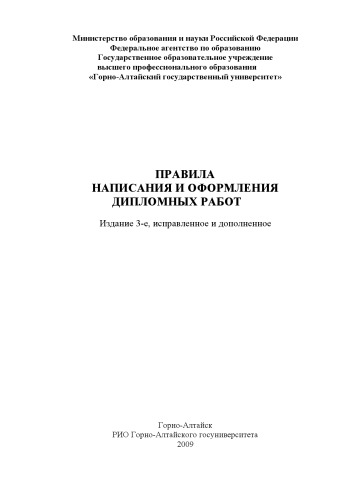 Министерство образования и науки Российской Федерации
Федеральное агентство по образованию
Государственное образовательное учреждение
высшего профессионального образования
«Горно-Алтайский государственный университет»
ПРАВИЛА
НАПИСАНИЯ И ОФОРМЛЕНИЯ
ДИПЛОМНЫХ РАБОТ
Издание 3-е, исправленное и дополненное
Горно-Алтайск
РИО Горно-Алтайского госуниверситета
2009